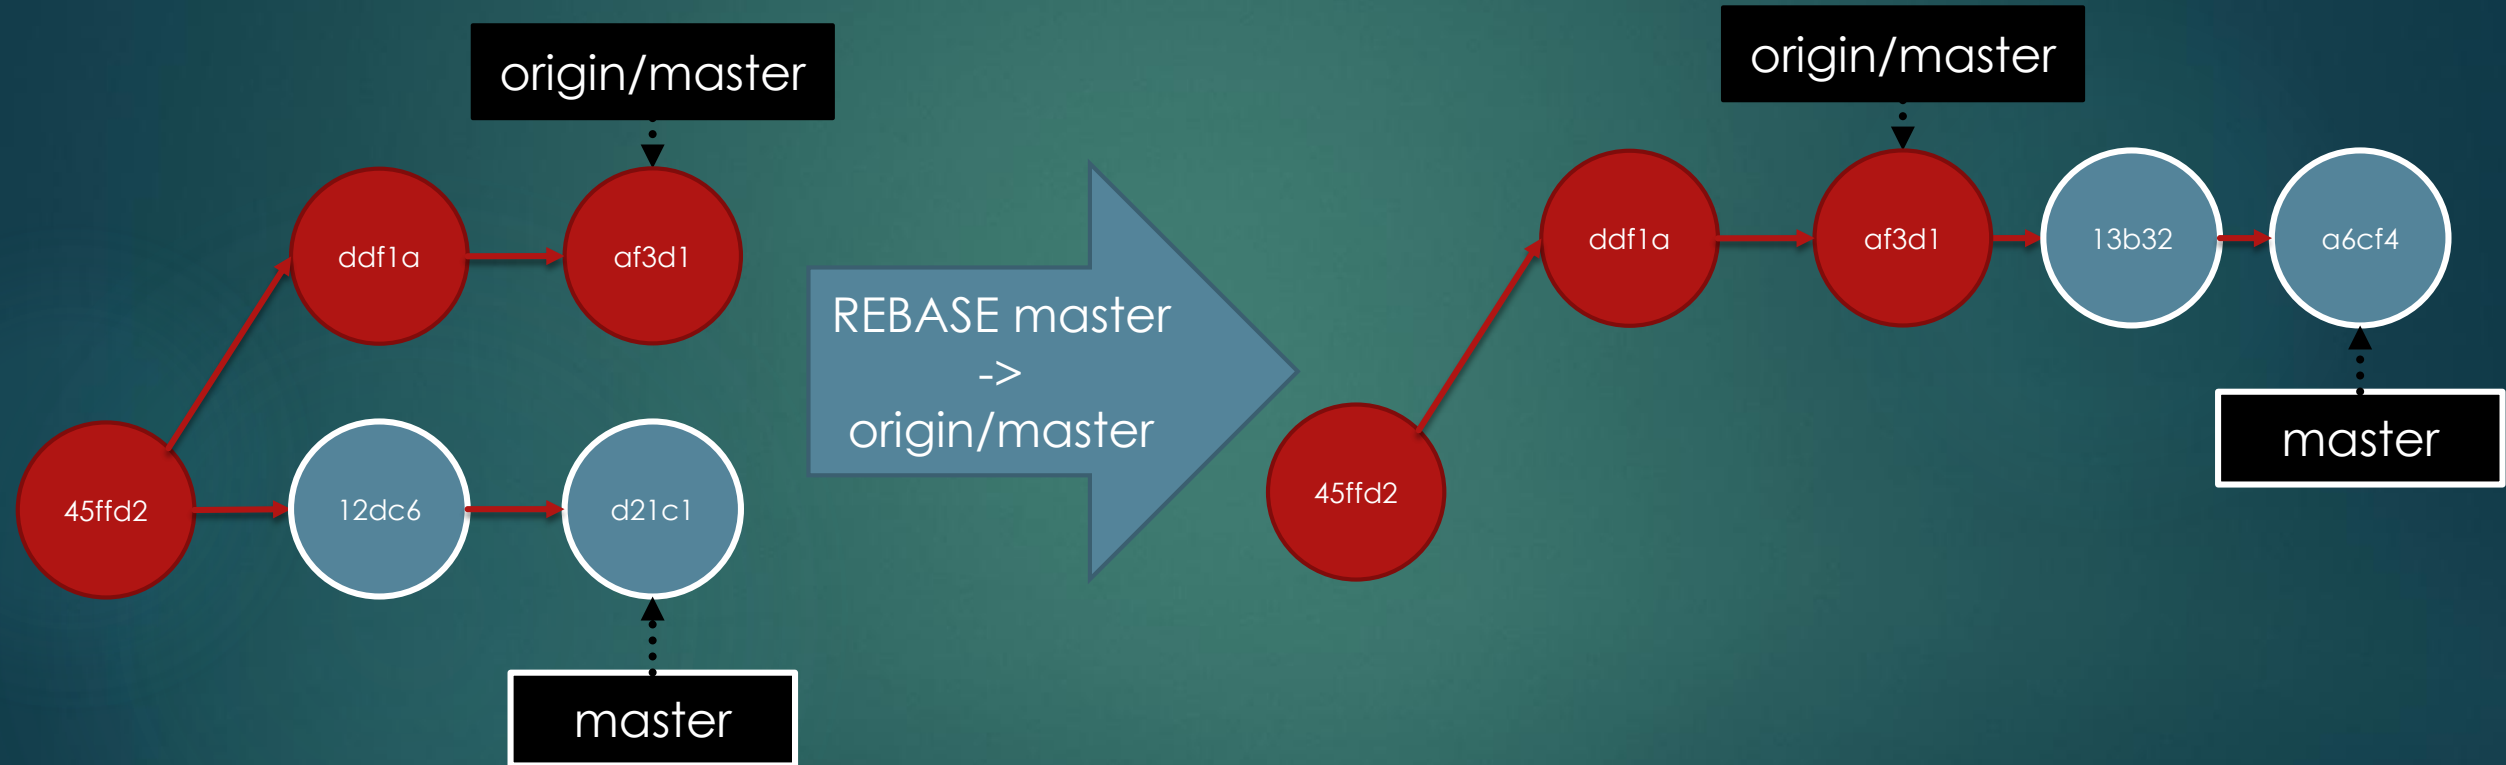 origin/master
ddf1a
af3d1
45ffd2
12dc6
d21c1
master
REBASE master
->
origin/master
origin/master
ddf1a
af3d1
13b32
a6cf4
45ffd2
master